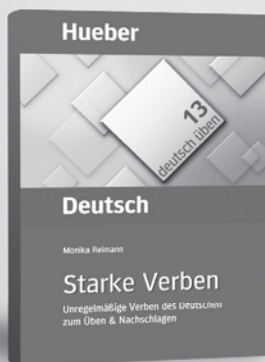 Hueber
13
deutsch üben
Deutsch
Monika Reimann
Starke Verben
Unregelmäßige Verben des Deutschen
zum Üben & Nachschlagen